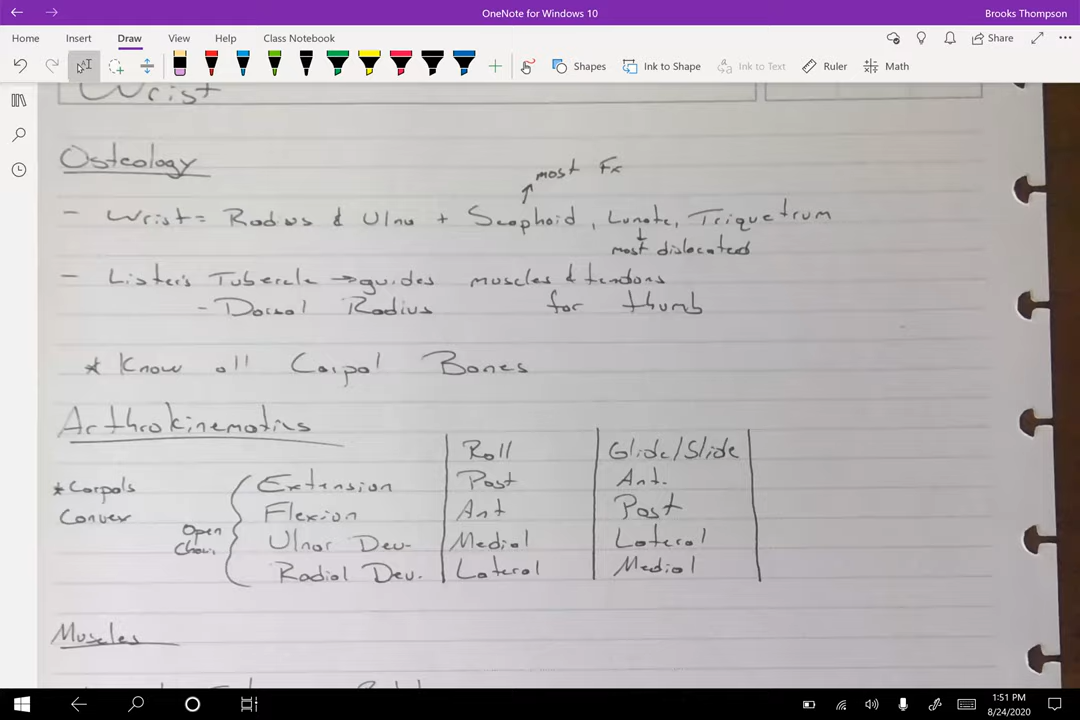 OneNote for Windows 10
Brooks Thompson
Home Insert Draw View Help Class Notebook
Share
Shapes Ink to Shape Ink to Text Ruler Math
Wrist
Osteology
most Fx
- Wrist = Radius & Ulna + Scaphoid, Lunate, Triquetrum
most dislocated
- Lister's Tubercle → guides muscles & tendons
- Dorsal Radius for thumb
* Know all Carpal Bones
Arthrokinematics
Roll Glide/Slide
*Carpals Extension Post Ant.
Convex Flexion Ant Post
Open Chain Ulnar Dev. Medial Lateral
Radial Dev. Lateral Medial
Muscles
1:51 PM
8/24/2020